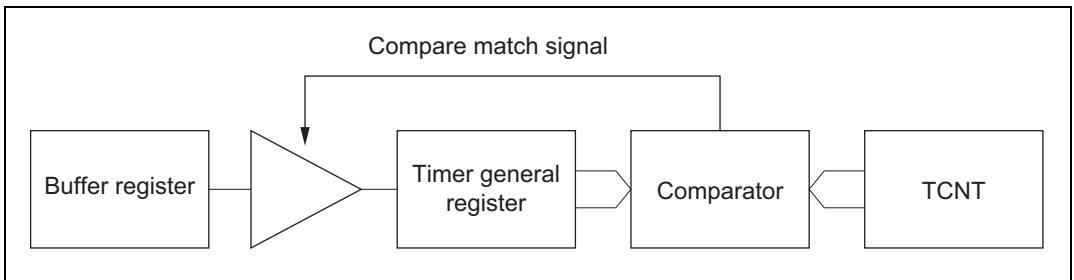 Compare match signal
Buffer register
Timer general
register
Comparator
TCNT